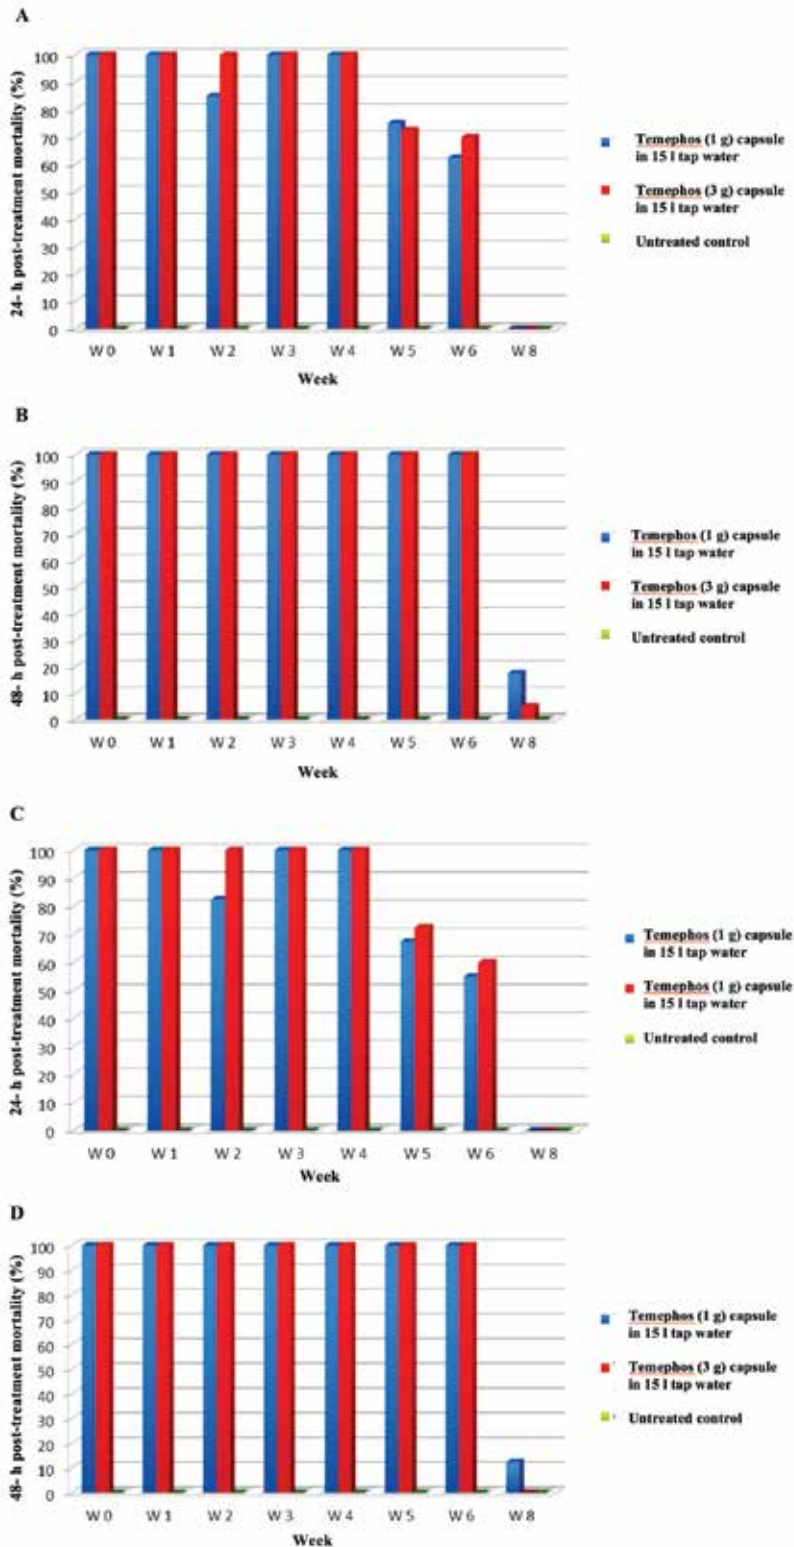 A
24- h post-treatment mortality (%)
100
90
80
70
60
50
40
30
20
10
0
W 0 W 1 W 2 W 3 W 4 W 5 W 6 W 8
Week
Temephos (1 g) capsule
in 15 l tap water
Temephos (3 g) capsule
in 15 l tap water
Untreated control
B
48- h post-treatment mortality (%)
100
90
80
70
60
50
40
30
20
10
0
W 0 W 1 W 2 W 3 W 4 W 5 W 6 W 8
Week
Temephos (1 g) capsule
in 15 l tap water
Temephos (3 g) capsule
in 15 l tap water
Untreated control
C
24- h post-treatment mortality (%)
100
90
80
70
60
50
40
30
20
10
0
W 0 W 1 W 2 W 3 W 4 W 5 W 6 W 8
Week
Temephos (1 g) capsule
in 15 l tap water
Temephos (1 g) capsule
in 15 l tap water
Untreated control
D
48- h post-treatment mortality (%)
100
90
80
70
60
50
40
30
20
10
0
W 0 W 1 W 2 W 3 W 4 W 5 W 6 W 8
Week
Temephos (1 g) capsule
in 15 l tap water
Temephos (3 g) capsule
in 15 l tap water
Untreated control